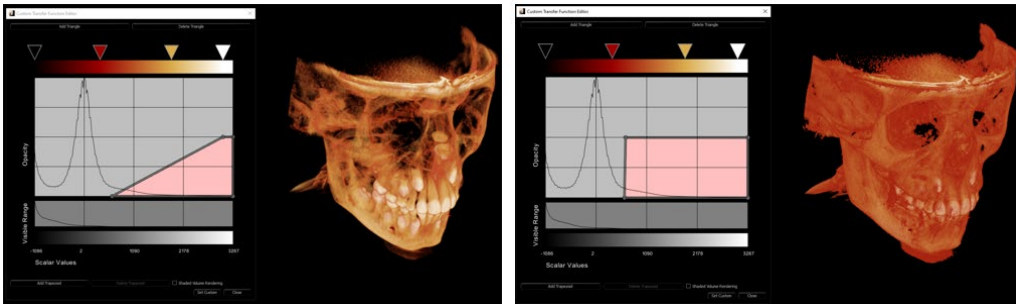 Custom Transfer Function Editor
Add Triangle Delete Triangle
Opacity
Visible Range
-1086 2 1090 2178 3267
Scalar Values
Add Trapezoid Delete Trapezoid Shaded Volume Rendering
Set Custom Close
Custom Transfer Function Editor
Add Triangle Delete Triangle
Opacity
Visible Range
-1086 2 1090 2178 3267
Scalar Values
Add Trapezoid Delete Trapezoid Shaded Volume Rendering
Set Custom Close